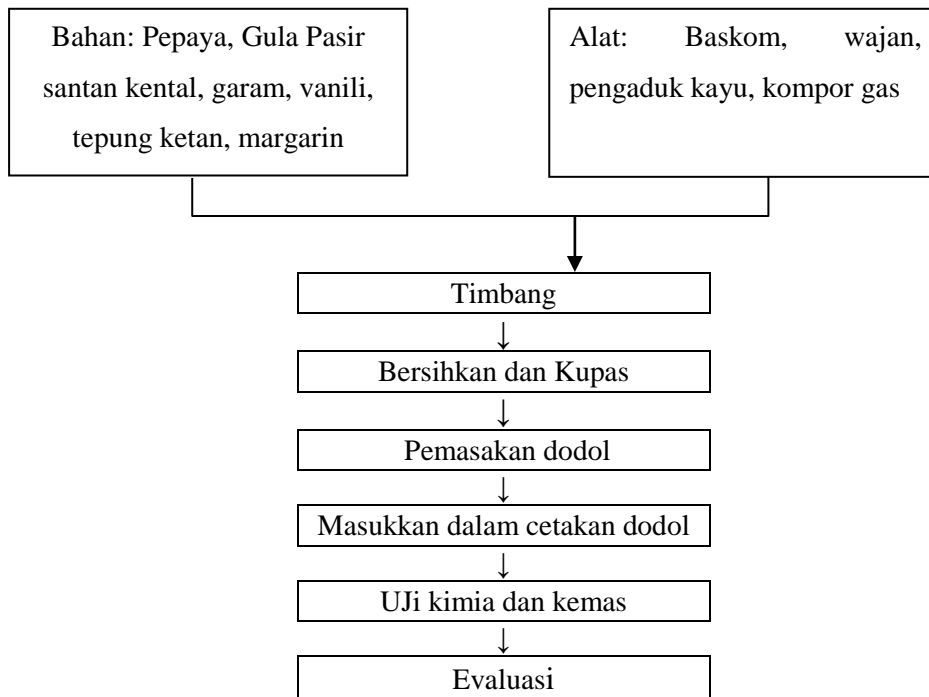 Bahan: Pepaya, Gula Pasir
santan kental, garam, vanili,
tepung ketan, margarin
Alat: Baskom, wajan,
pengaduk kayu, kompor gas
Timbang
↓
Bersihkan dan Kupas
↓
Pemasakan dodol
↓
Masukkan dalam cetakan dodol
↓
UJi kimia dan kemas
↓
Evaluasi